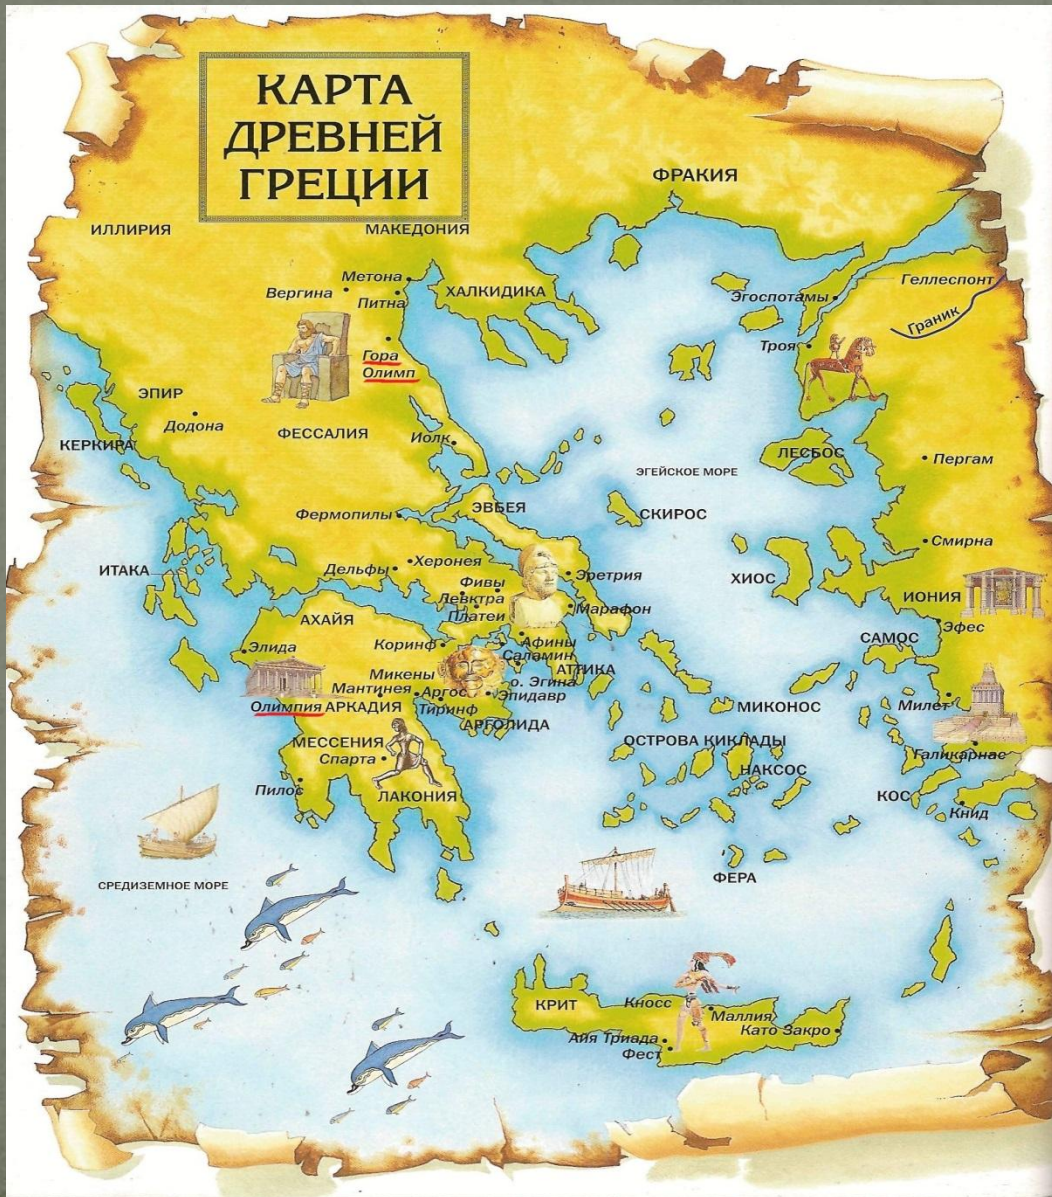 КАРТА
ДРЕВНЕЙ
ГРЕЦИИ
ФРАКИЯ
ИЛЛИРИЯ
МАКЕДОНИЯ
Метона
Вергина
Питна
ХАЛКИДИКА
Эгоспотамы
Геллеспонт
Граник
Троя
Гора
Олимп
ЭПИР
Додона
КЕРКИРА
ФЕССАЛИЯ
Иолк
ЛЕСБОС
Пергам
ЭГЕЙСКОЕ МОРЕ
ЭВБЕЯ
СКИРОС
Фермопилы
Смирна
ИТАКА
Дельфы
Херонея
Фивы
Левктра
Платеи
Эретрия
Марафон
ХИОС
ИОНИЯ
Эфес
АХАЙЯ
Элида
Коринф
Афины
Саламин
АТТИКА
САМОС
Микены
Мантинея
Аргос
о. Эгина
Эпидавр
Олимпия
АРКАДИЯ
Тиринф
АРГОЛИДА
МИКОНОС
Милет
МЕССЕНИЯ
Спарта
ОСТРОВА КИКЛАДЫ
НАКСОС
Галикарнас
Пилос
ЛАКОНИЯ
КОС
Книд
СРЕДИЗЕМНОЕ МОРЕ
ФЕРА
КРИТ
Кносс
Маллия
Като Закро
Айя Триада
Фест